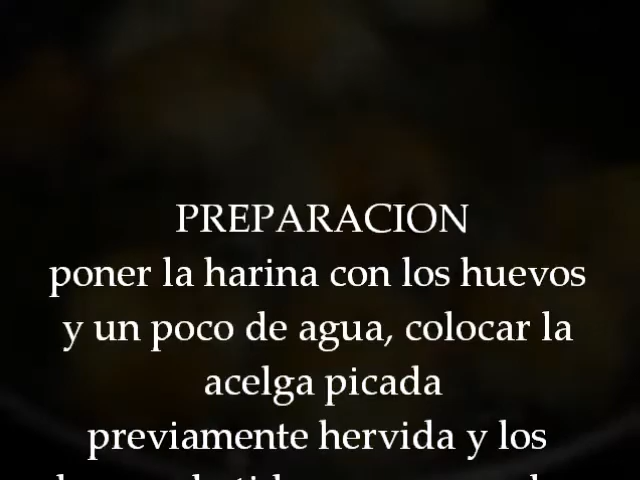 PREPARACION
poner la harina con los huevos
y un poco de agua, colocar la
acelga picada
previamente hervida y los